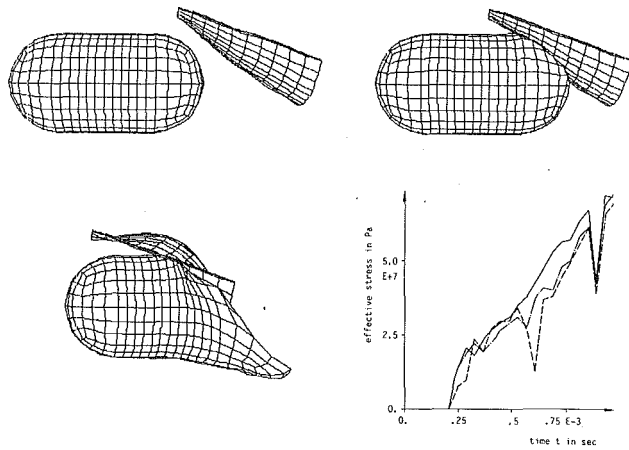 effective stress in Pa
5.0
E+7
2.5
0.
0.
.25
,5
.75 E-3
time t in sec